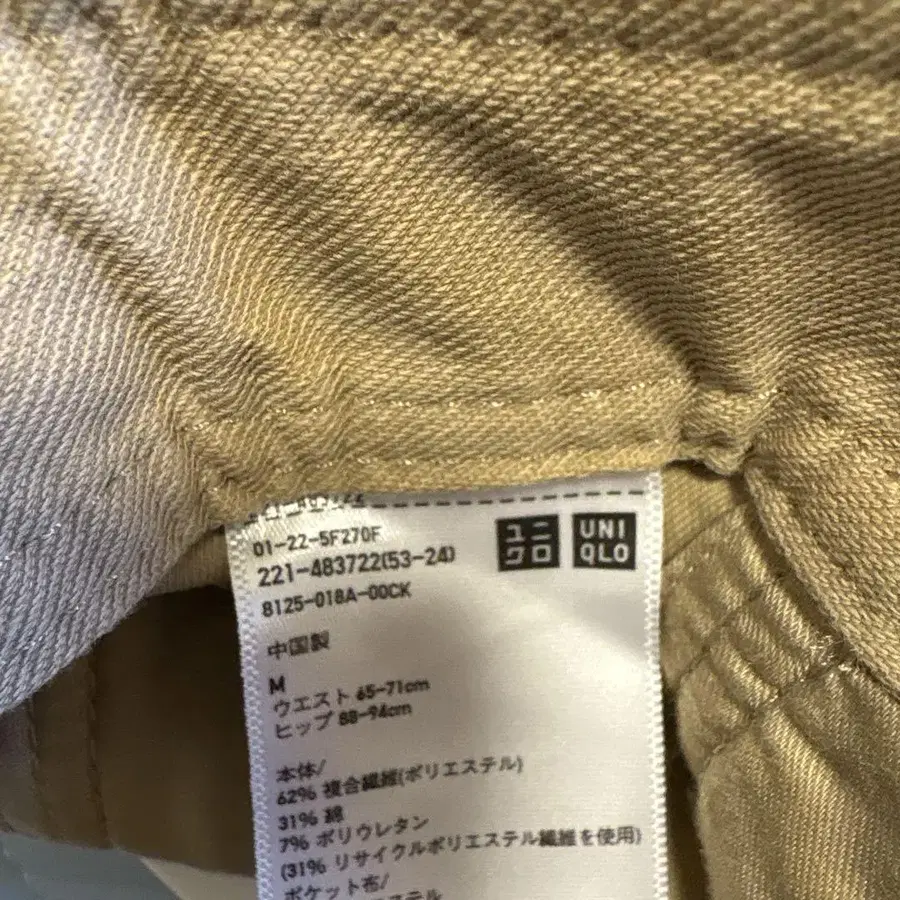 01-22-5F270F
221-483722(53-24)
8125-018A-00CK
ユニ
クロ
UNI
QLO
中国製
M
ウエスト 65-71cm
ヒップ 88-94cm
本体/
62% 複合繊維(ポリエステル)
31% 綿
7% ポリウレタン
(31% リサイクルポリエステル繊維を使用)
ポケット布/